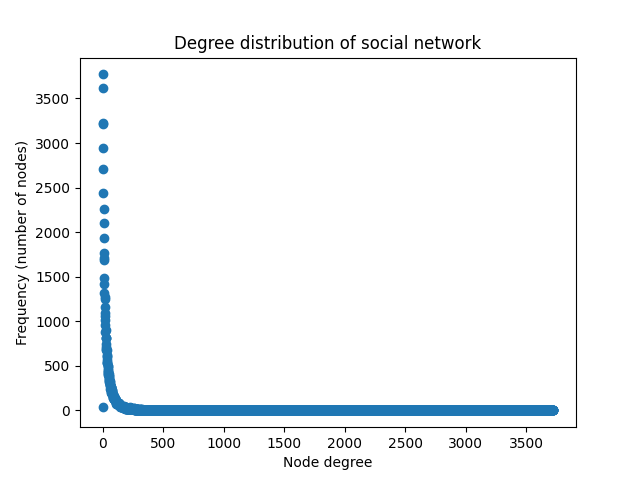 Degree distribution of social network
Frequency (number of nodes)
3500
3000
2500
2000
1500
1000
500
0
0 500 1000 1500 2000 2500 3000 3500
Node degree